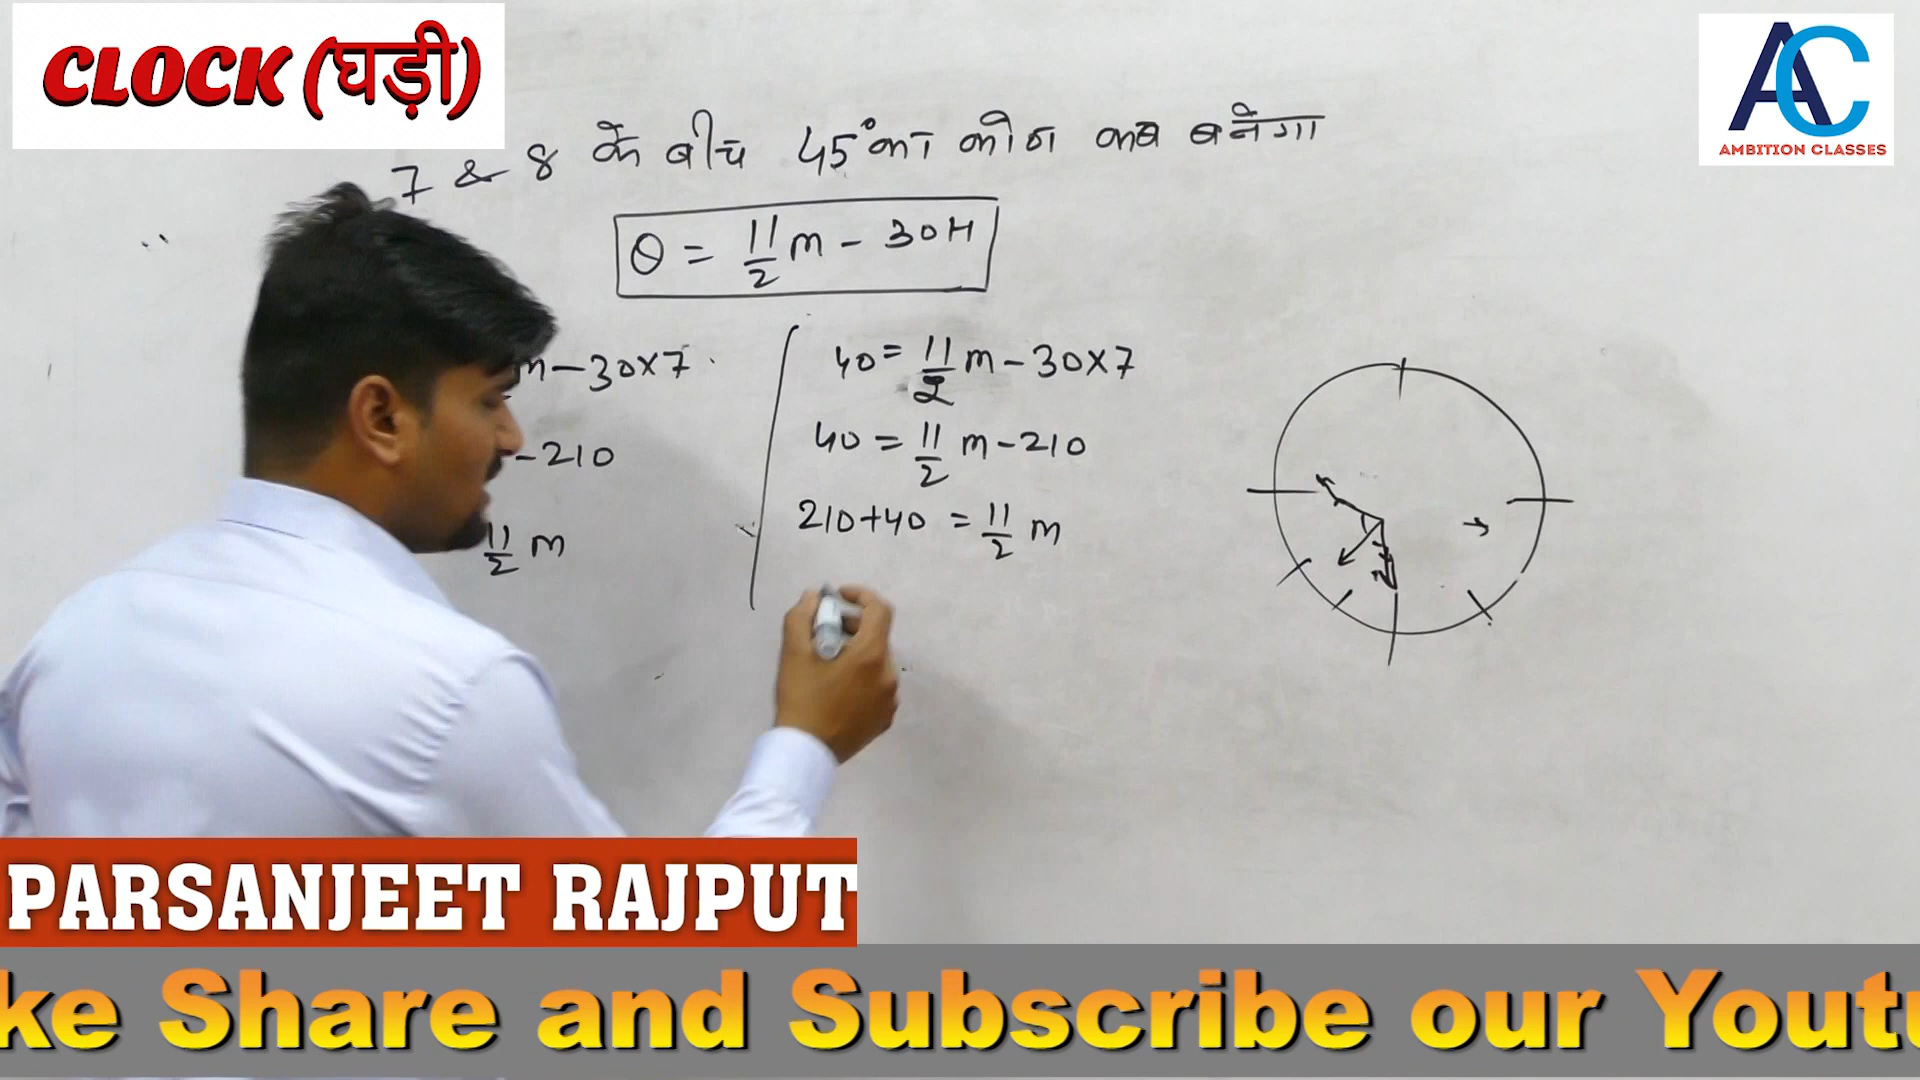 CLOCK (घड़ी)
AC
AMBITION CLASSES
7 & 8 के बीच 45° का कोण कब बनेगा
θ = 11/2 m - 30H
m - 30x7
- 210
11/2 m
40 = 11/2 m - 30x7
40 = 11/2 m - 210
210+40 = 11/2 m
PARSANJEET RAJPUT
ke Share and Subscribe our Youtu